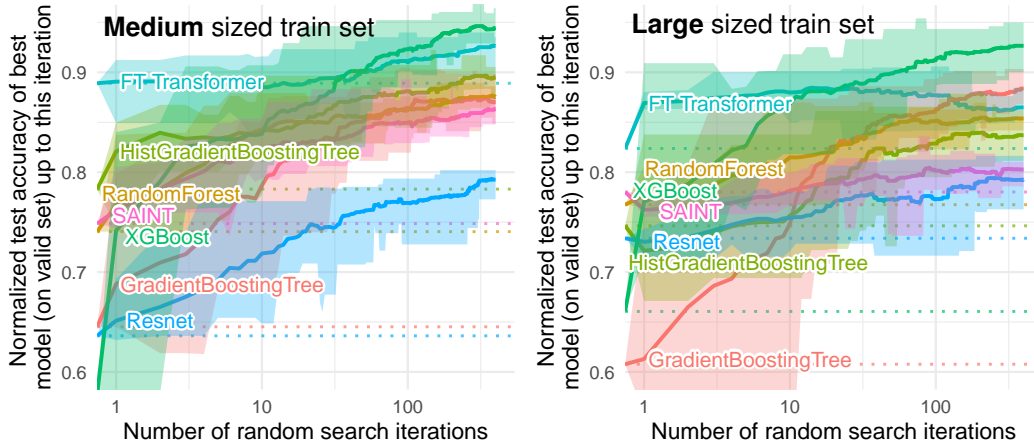 Medium sized train set
Normalized test accuracy of best
model (on valid set) up to this iteration
0.9
0.8
0.7
0.6
FT Transformer
HistGradientBoostingTree
RandomForest
SAINT
XGBoost
GradientBoostingTree
Resnet
1
10
100
Number of random search iterations
Large sized train set
Normalized test accuracy of best
model (on valid set) up to this iteration
0.9
0.8
0.7
0.6
FT Transformer
RandomForest
XGBoost
SAINT
Resnet
HistGradientBoostingTree
GradientBoostingTree
1
10
100
Number of random search iterations